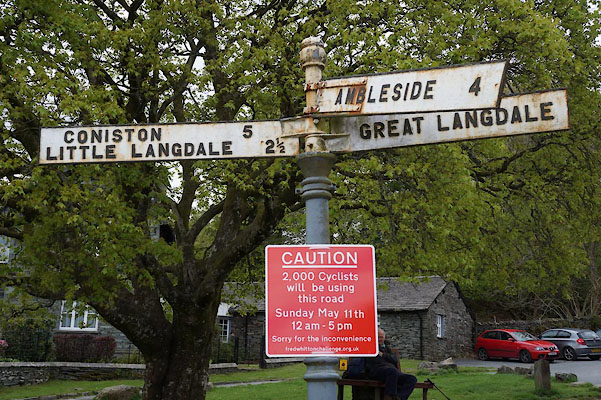 CONISTON 5
LITTLE LANGDALE 2½
AMBLESIDE 4
GREAT LANGDALE
CAUTION
2,000 Cyclists
will be using
this road
Sunday May 11th
12 am - 5 pm
Sorry for the inconvenience
fredwhittonchallenge.org.uk